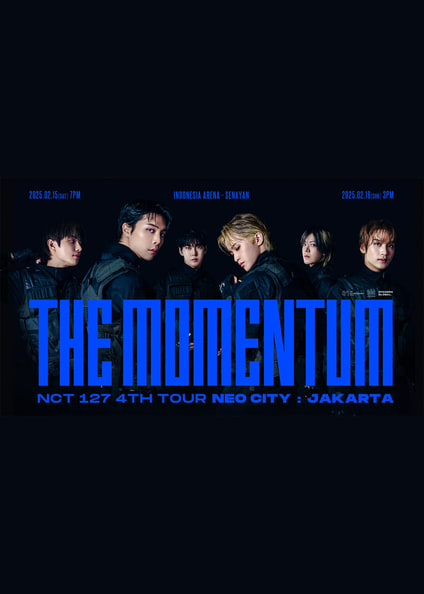 2025.02.15(SAT) 7PM
INDONESIA ARENA - SENAYAN
2025.02.16(SUN) 3PM
THE MOMENTUM
NCT 127 4TH TOUR NEO CITY : JAKARTA